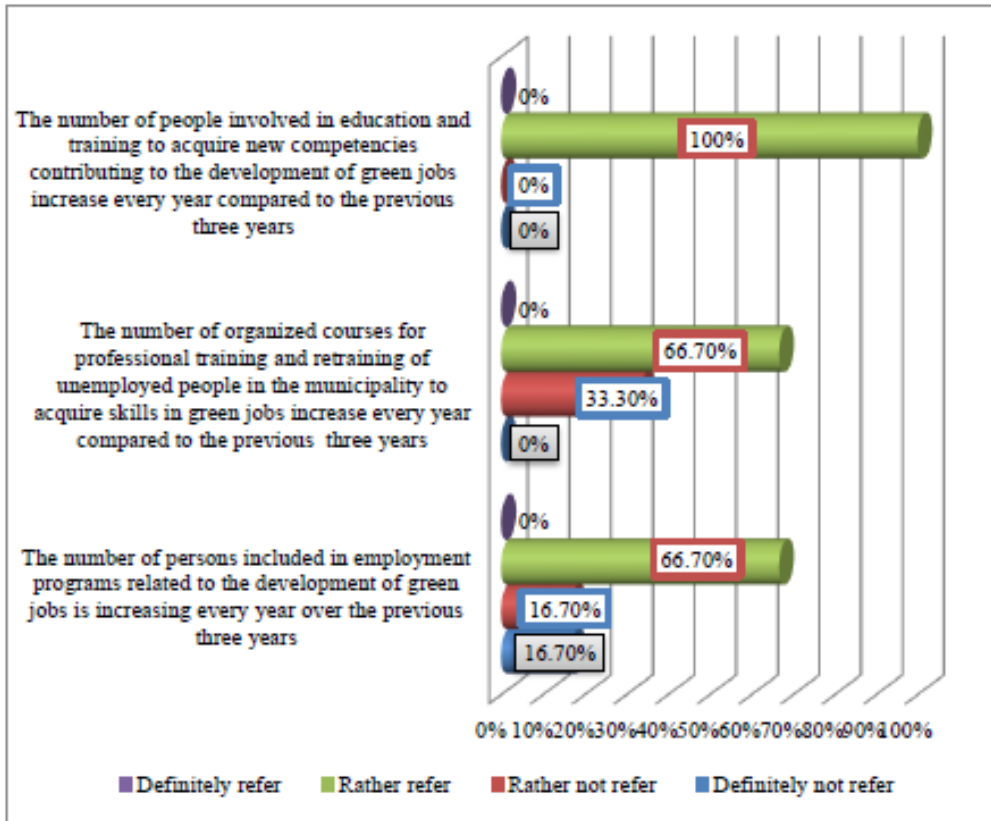 0%
The number of people involved in education and
training to acquire new competencies
contributing to the development of green jobs
increase every year compared to the previous
three years
100%
0%
0%
0%
The number of organized courses for
professional training and retraining of
unemployed people in the municipality to
acquire skills in green jobs increase every year
compared to the previous three years
66.70%
33.30%
0%
0%
The number of persons included in employment
programs related to the development of green
jobs is increasing every year over the previous
three years
66.70%
16.70%
16.70%
0% 10% 20% 30% 40% 50% 60% 70% 80% 90% 100%
Definitely refer Rather refer Rather not refer Definitely not refer